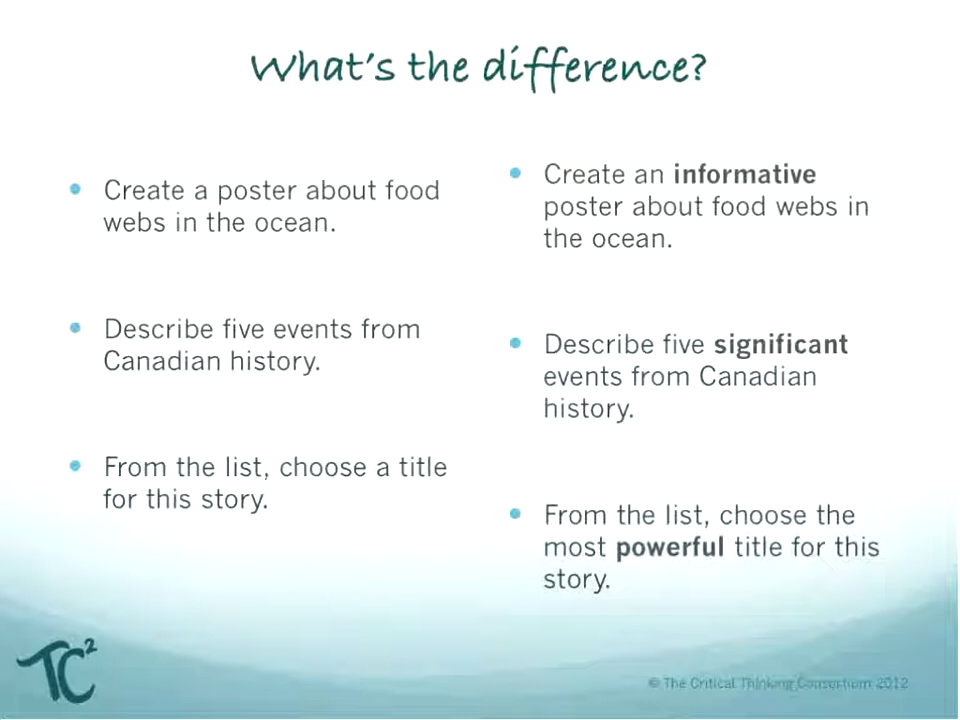 What's the difference?
Create a poster about food
webs in the ocean.
Describe five events from
Canadian history.
From the list, choose a title
for this story.
Create an informative
poster about food webs in
the ocean.
Describe five significant
events from Canadian
history.
From the list, choose the
most powerful title for this
story.
TC²
© The Critical Thinking Consortium 2012